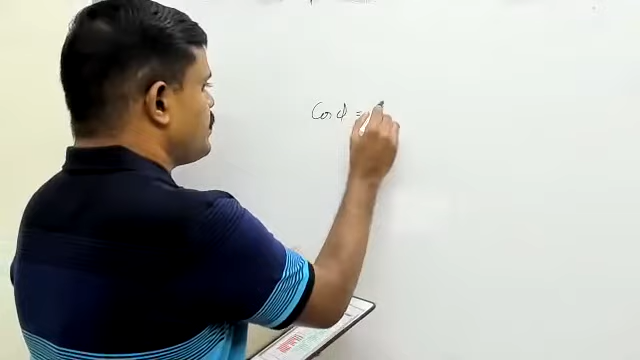 Cos φ =